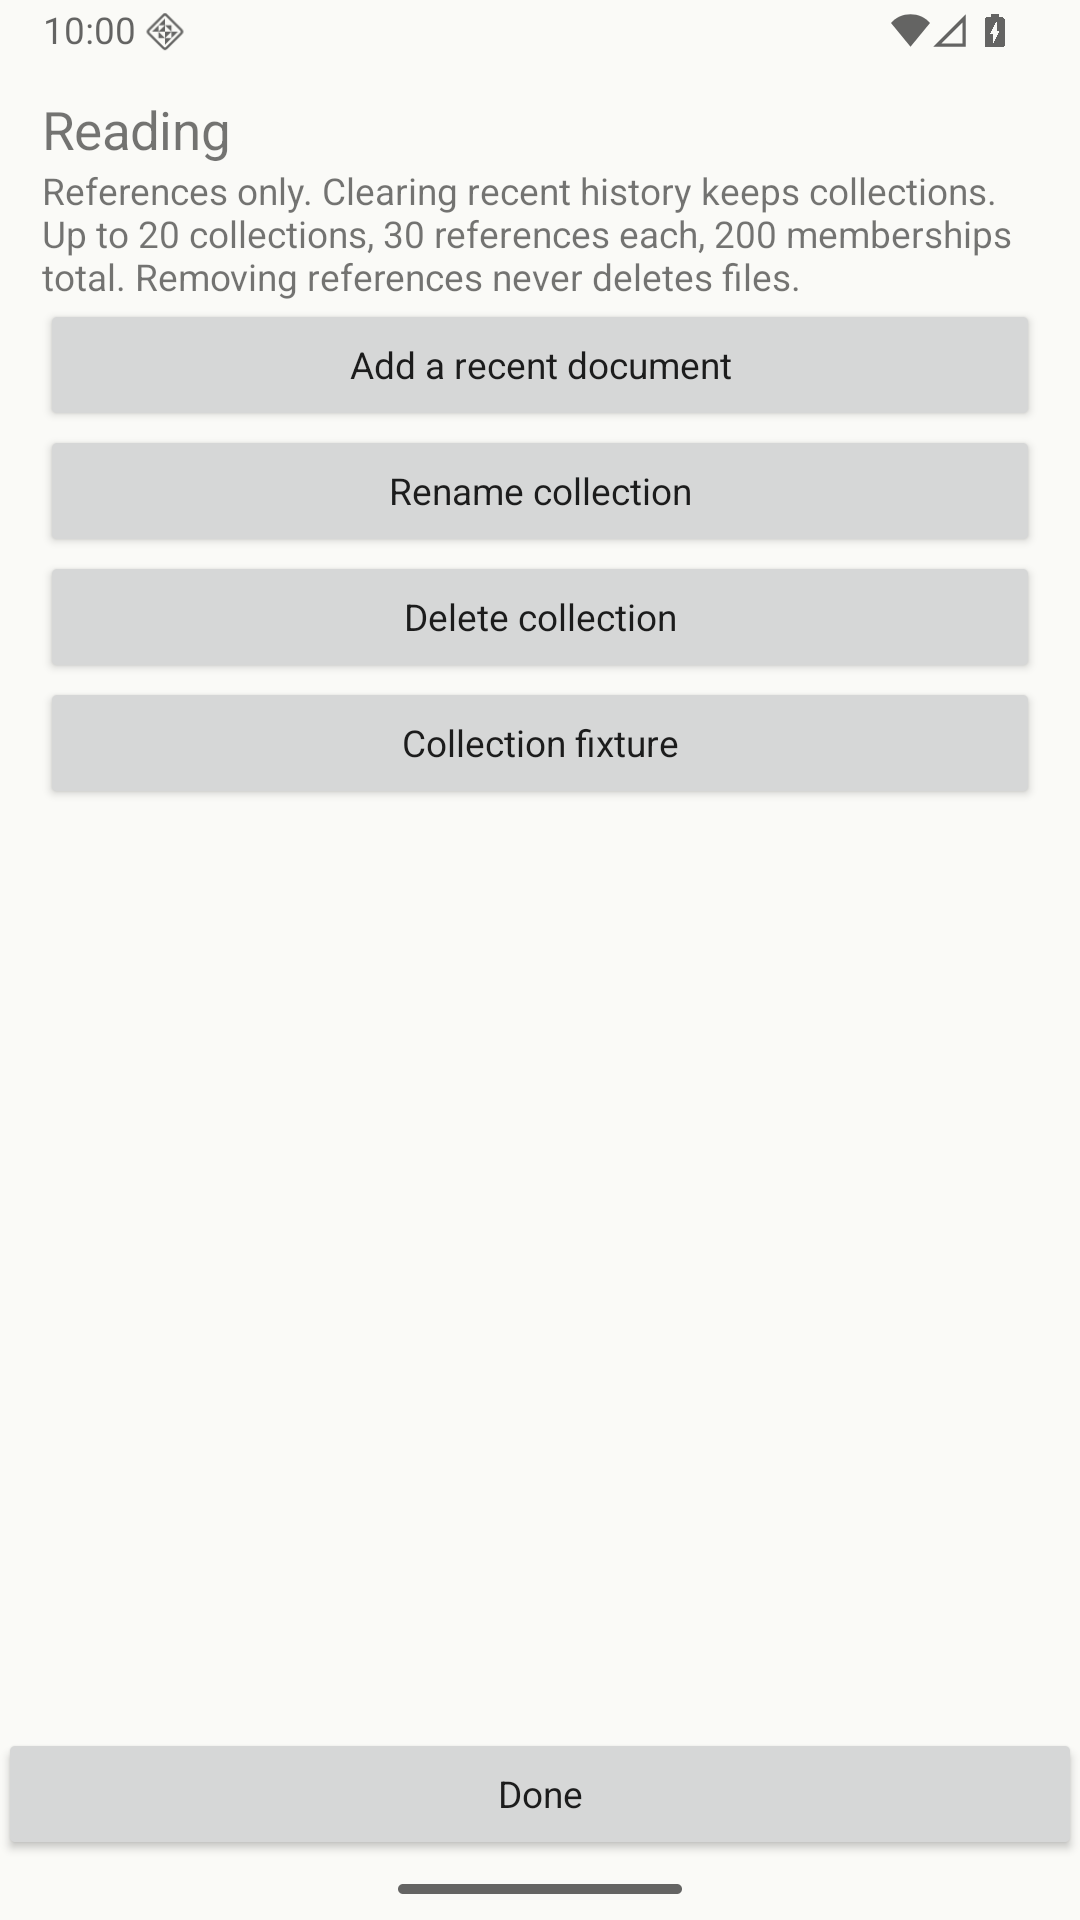 10:00
Reading
References only. Clearing recent history keeps collections.
Up to 20 collections, 30 references each, 200 memberships
total. Removing references never deletes files.
Add a recent document
Rename collection
Delete collection
Collection fixture
Done